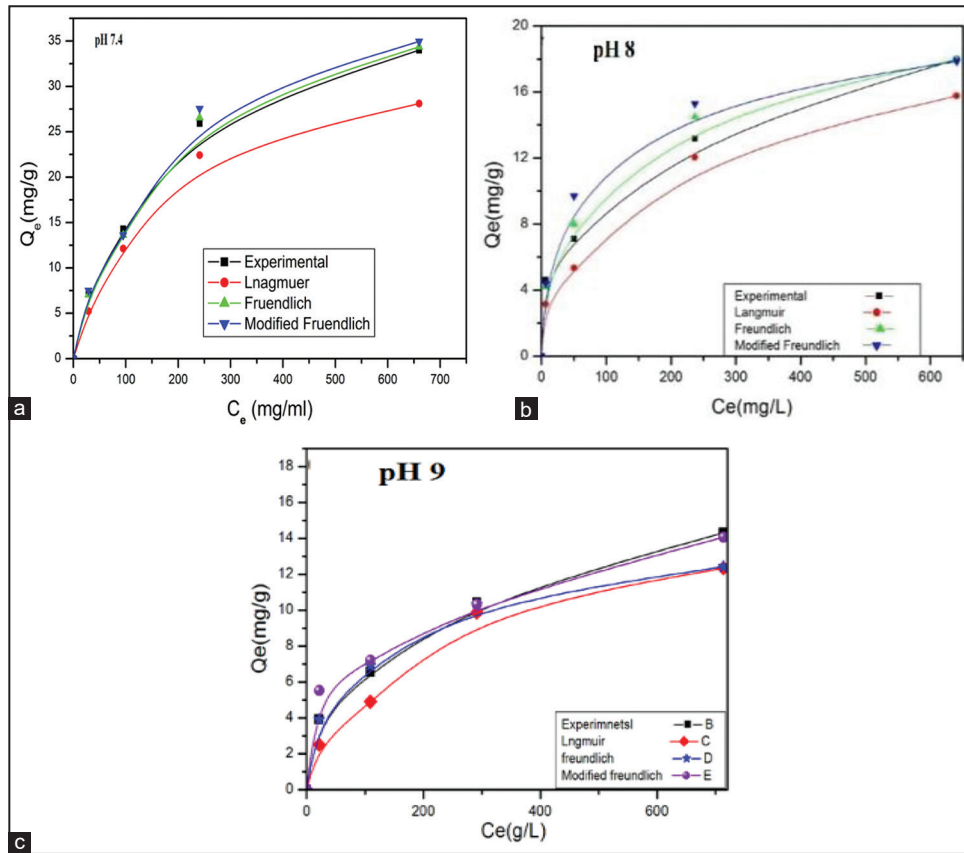 pH 7.4
40
35
30
25
20
15
10
5
0
Qe(mg/g)
0 100 200 300 400 500 600 700
Ce (mg/ml)
Experimental
Lnagmuer
Fruendlich
Modified Fruendlich
a
pH 8
20
16
12
8
4
0
Qe(mg/g)
0 100 200 300 400 500 600
Ce(mg/L)
Experimental
Langmuir
Freundlich
Modified Freundlich
b
pH 9
18
16
14
12
10
8
6
4
2
0
Qe(mg/g)
0 200 400 600
Ce(g/L)
Experimnetsl B
Lngmuir C
freundlich D
Modified freundlich E
c